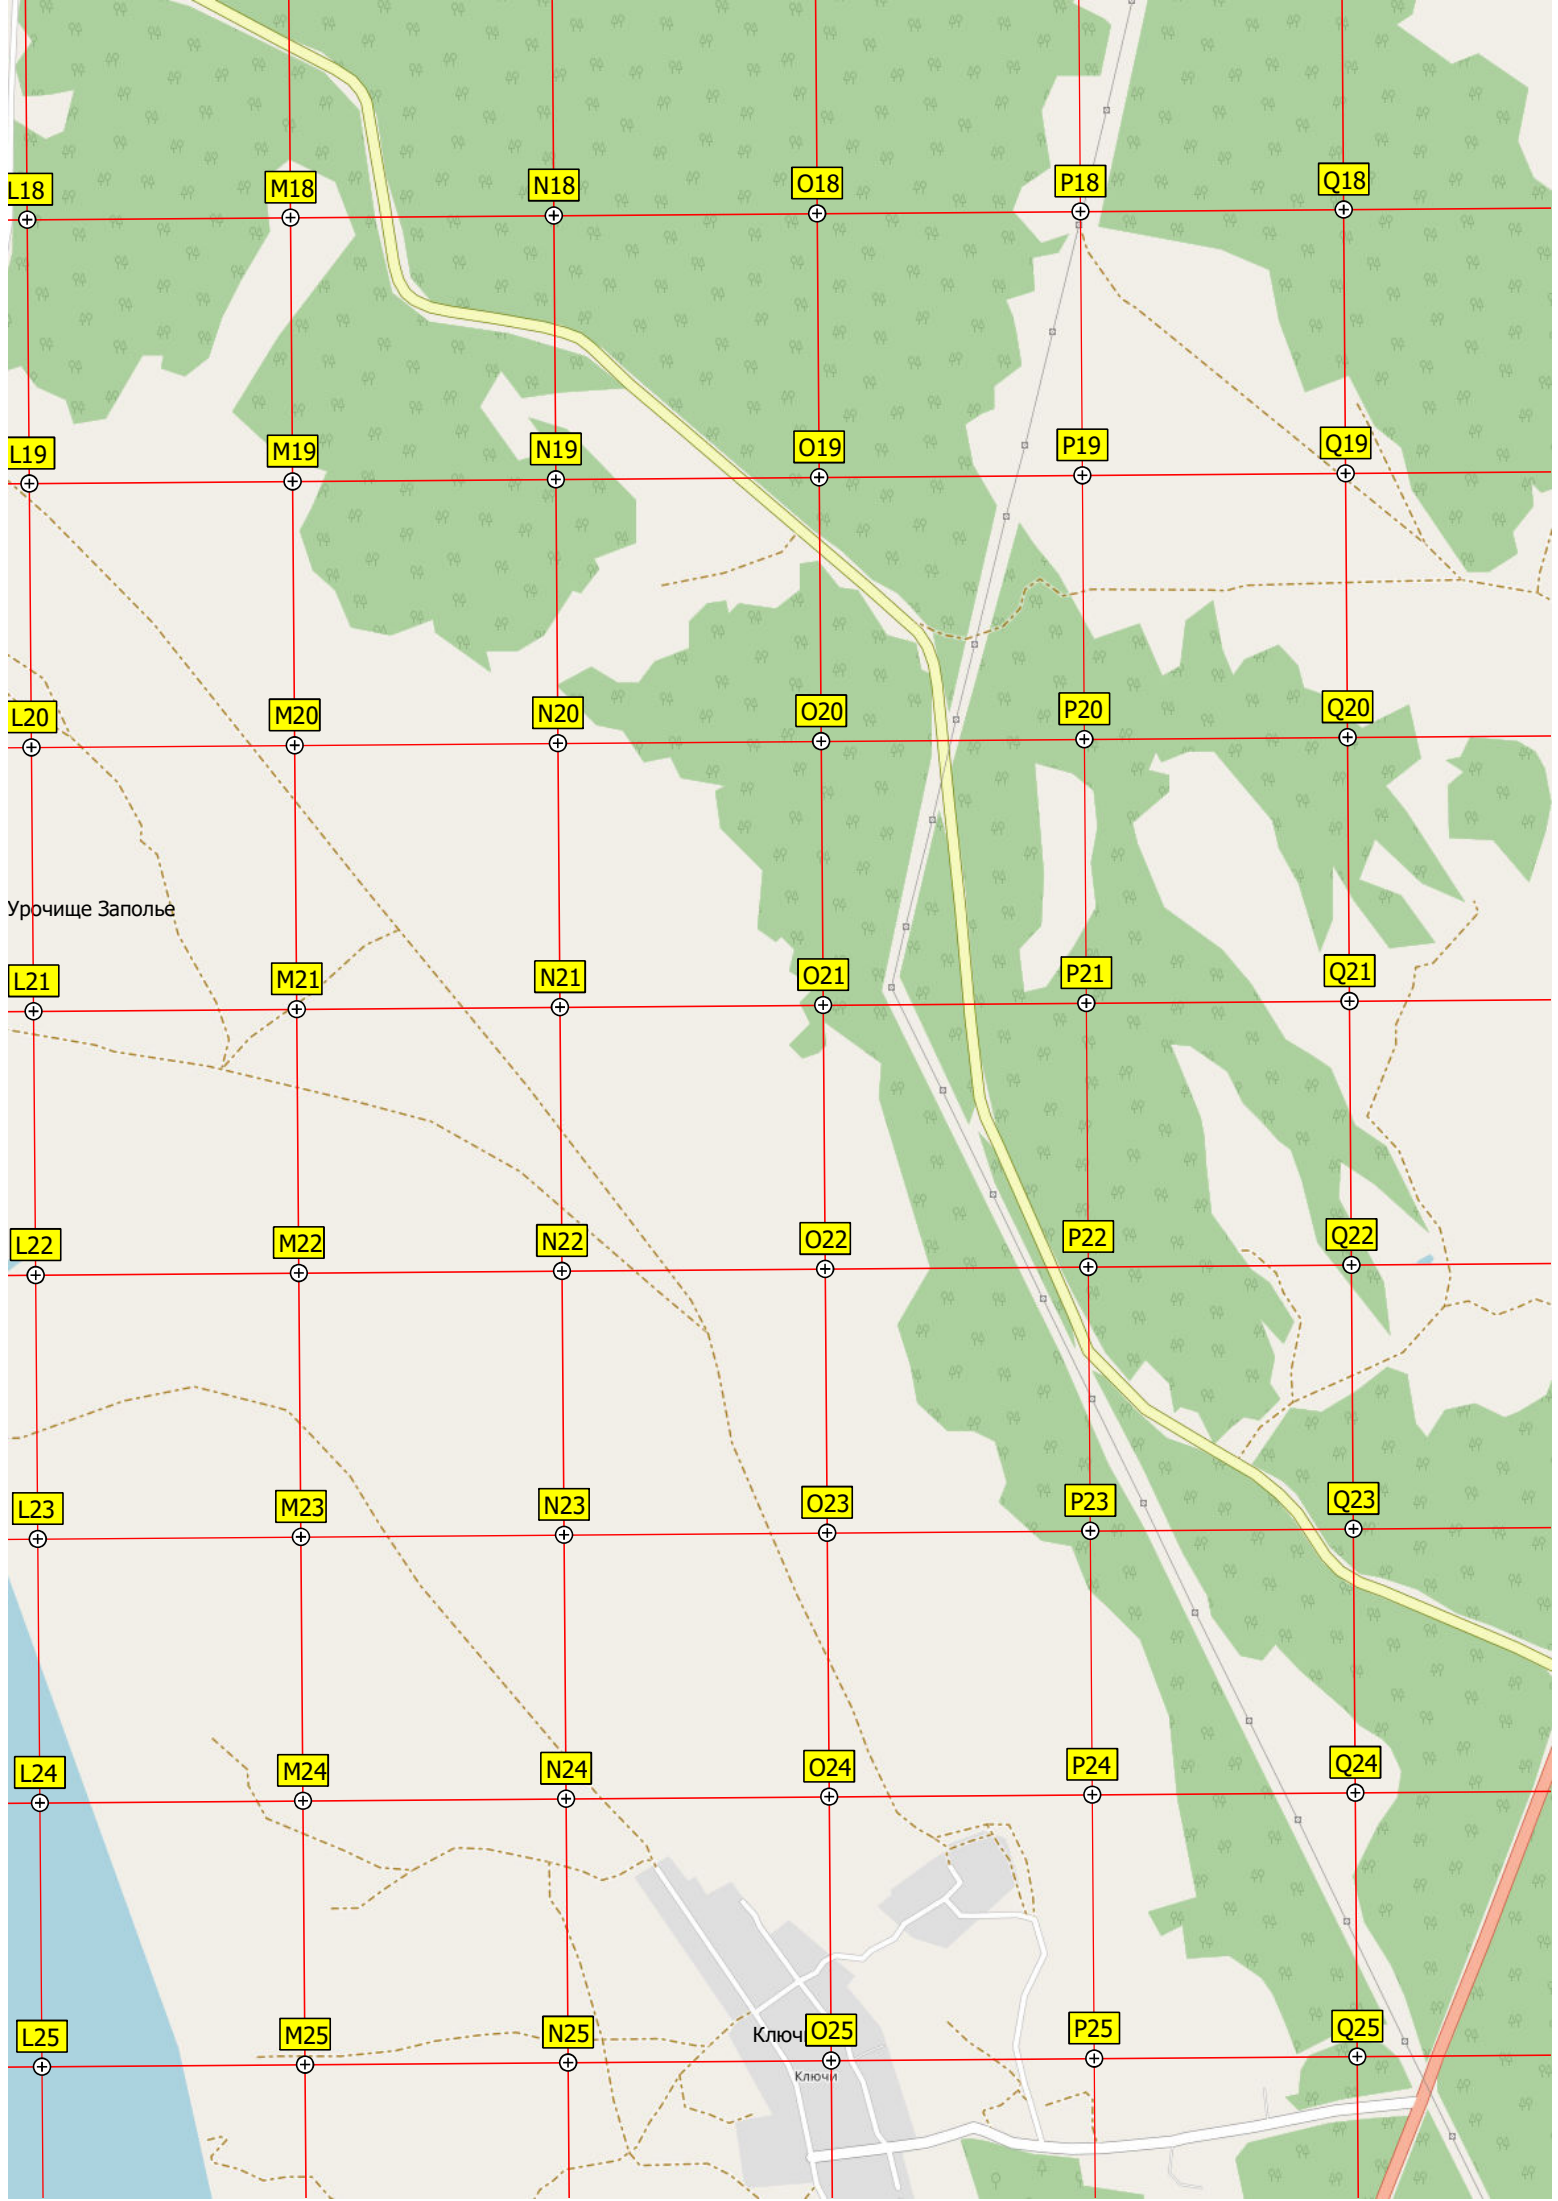 L18 M18 N18 O18 P18 Q18
L19 M19 N19 O19 P19 Q19
L20 M20 N20 O20 P20 Q20
Урочище Заполье
L21 M21 N21 O21 P21 Q21
L22 M22 N22 O22 P22 Q22
L23 M23 N23 O23 P23 Q23
L24 M24 N24 O24 P24 Q24
L25 M25 N25 Ключ O25 P25 Q25
Ключи